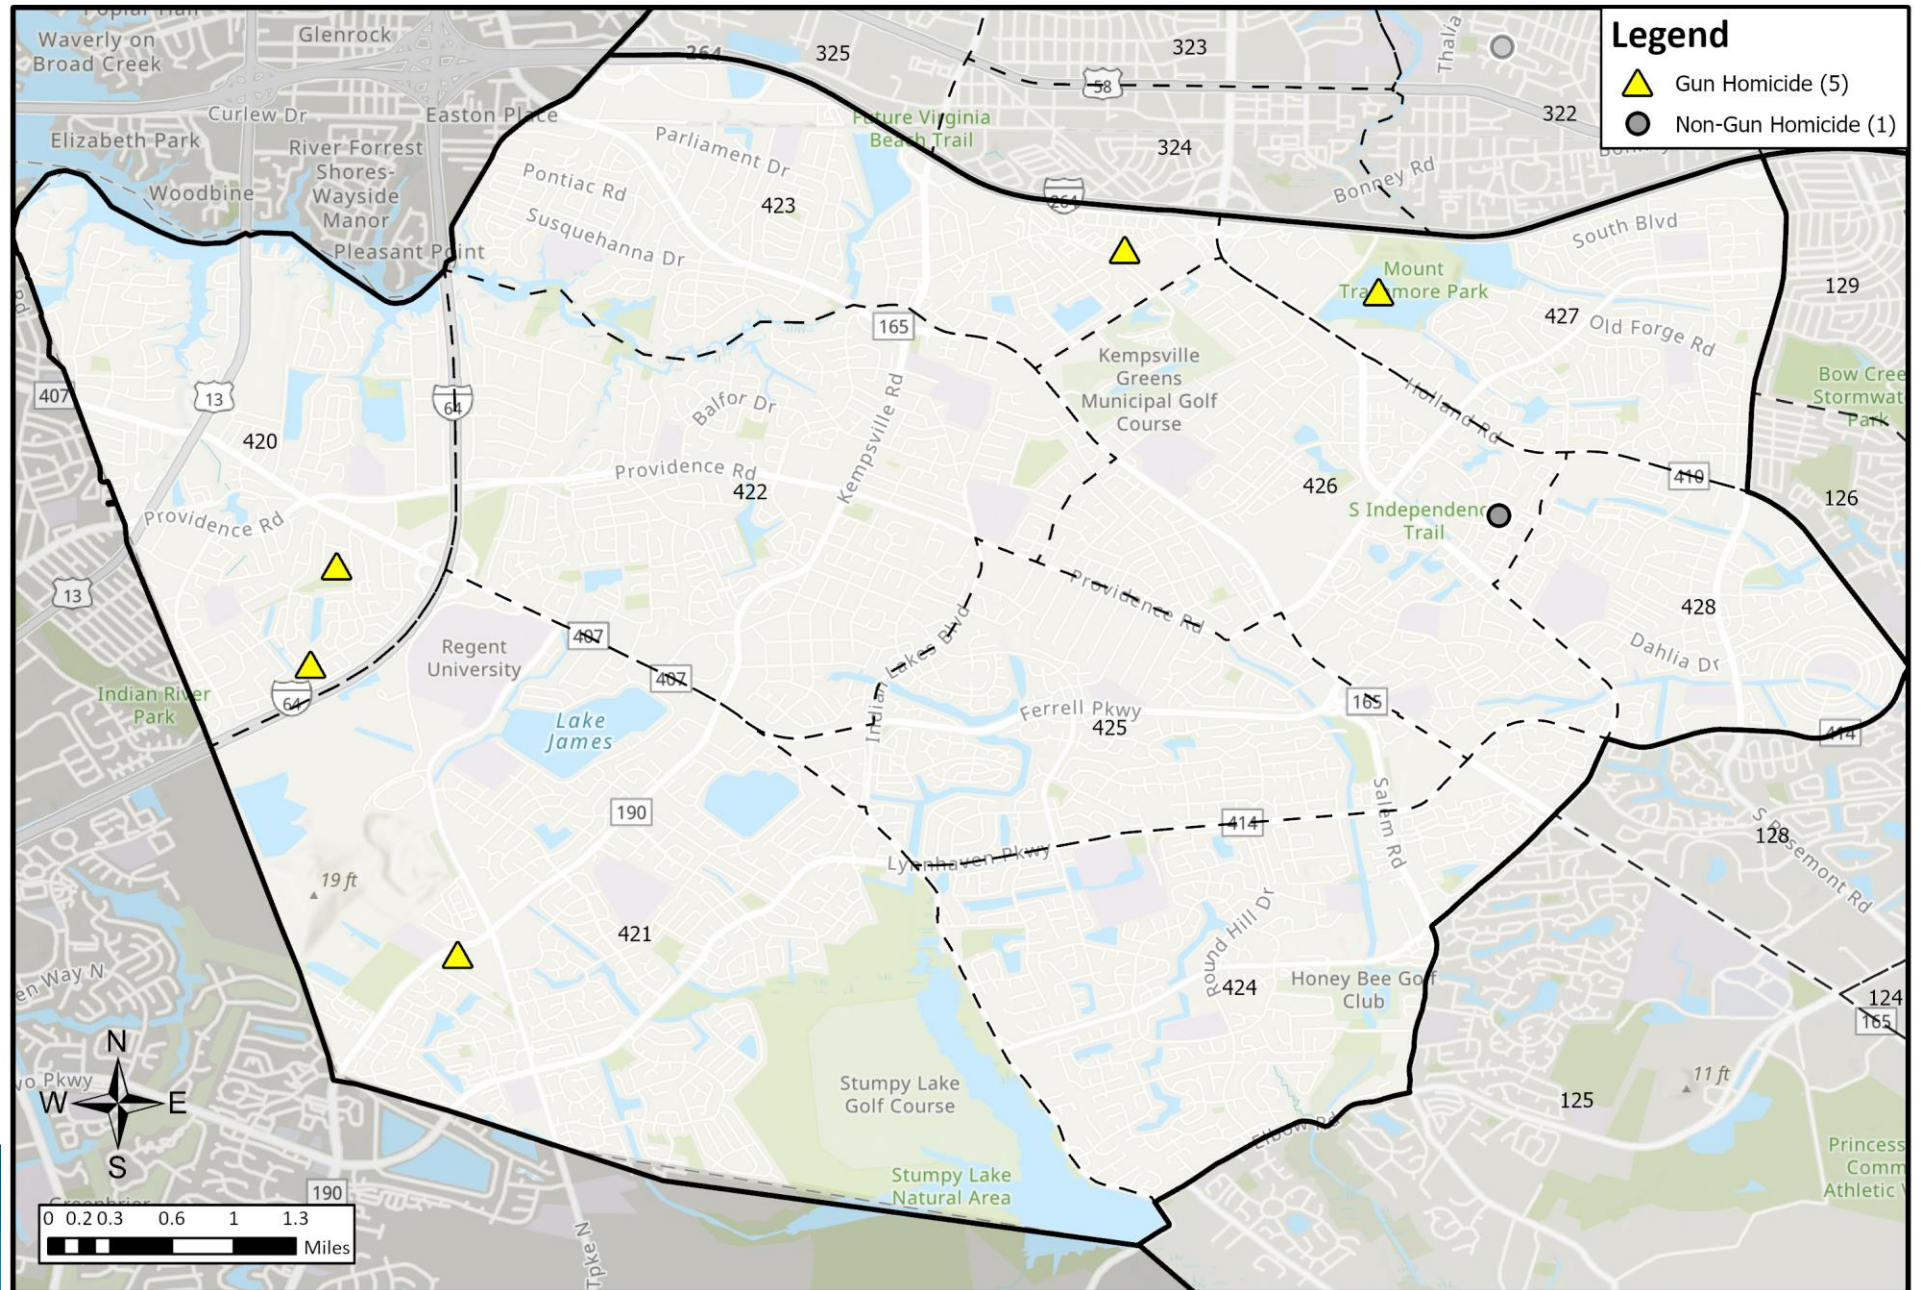 Legend
Gun Homicide (5)
Non-Gun Homicide (1)
Waverly on
Broad Creek
Glenrock
264
325
323
58
Thalia
322
Curlew Dr
Easton Place
Elizabeth Park
River Forrest
Shores-
Wayside
Manor
Woodbine
Pleasant Point
Parliament Dr
Pontiac Rd
Susquehanna Dr
423
Future Virginia
Beach Trail
324
Bonney Rd
264
South Blvd
Mount
Park
427
Old Forge Rd
129
165
Kempsville
Greens
Municipal Golf
Course
Holland Rd
410
126
Park
407
13
64
420
Balfor Dr
Kempsville Rd
Providence Rd
422
426
S
Trail
Providence Rd
13
407
407
Regent
University
Indian Lakes Blvd
Providence Rd
428
Dahlia Dr
Indian River
Park
64
Lake
James
Ferrell Pkwy
425
165
414
190
414
Salem Rd
128
S Rosemont Rd
Lynnhaven Pkwy
19 ft
421
Round Hill Dr
424
Honey Bee Golf
Club
124
165
Way N
Pkwy
Stumpy Lake
Golf Course
11 ft
125
Elbow Rd
Princess
Athletic
Stumpy Lake
Natural Area
190
N
W
E
S
Tpke N
0 0.2 0.3 0.6 1 1.3
Miles